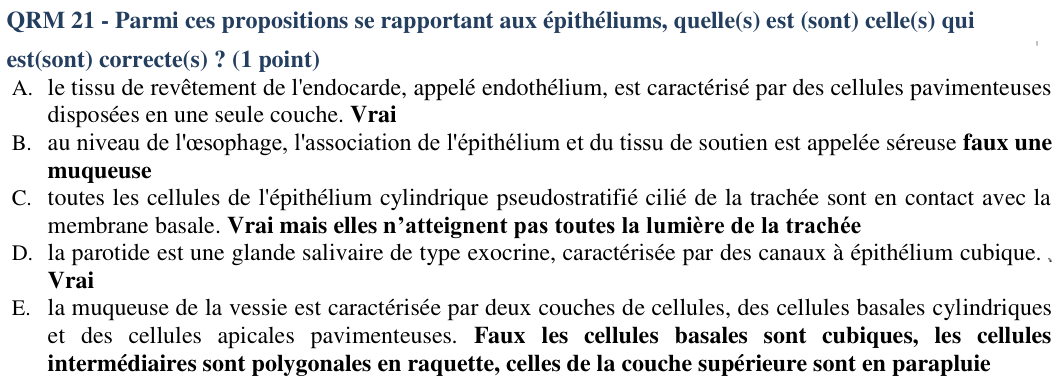 QRM 21 - Parmi ces propositions se rapportant aux épithéliums, quelle(s) est (sont) celle(s) qui
est(sont) correcte(s) ? (1 point)
A. le tissu de revêtement de l'endocarde, appelé endothélium, est caractérisé par des cellules pavimenteuses
disposées en une seule couche. Vrai
B. au niveau de l'œsophage, l'association de l'épithélium et du tissu de soutien est appelée séreuse faux une
muqueuse
C. toutes les cellules de l'épithélium cylindrique pseudostratifié cilié de la trachée sont en contact avec la
membrane basale. Vrai mais elles n’atteignent pas toutes la lumière de la trachée
D. la parotide est une glande salivaire de type exocrine, caractérisée par des canaux à épithélium cubique.
Vrai
E. la muqueuse de la vessie est caractérisée par deux couches de cellules, des cellules basales cylindriques
et des cellules apicales pavimenteuses. Faux les cellules basales sont cubiques, les cellules
intermédiaires sont polygonales en raquette, celles de la couche supérieure sont en parapluie